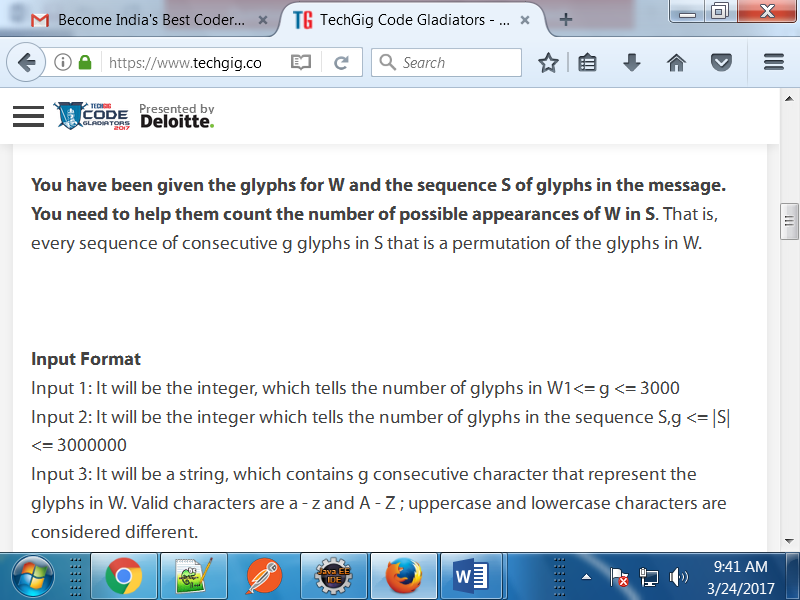 Become India's Best Coder...
TechGig Code Gladiators - ...
https://www.techgig.co
Search
TECHGIG
CODE
GLADIATORS
2017
Presented by
Deloitte.
You have been given the glyphs for W and the sequence S of glyphs in the message.
You need to help them count the number of possible appearances of W in S. That is,
every sequence of consecutive g glyphs in S that is a permutation of the glyphs in W.
Input Format
Input 1: It will be the integer, which tells the number of glyphs in W1<= g <= 3000
Input 2: It will be the integer which tells the number of glyphs in the sequence S,g <= |S|
<= 3000000
Input 3: It will be a string, which contains g consecutive character that represent the
glyphs in W. Valid characters are a - z and A - Z ; uppercase and lowercase characters are
considered different.
Java EE
IDE
W
9:41 AM
3/24/2017